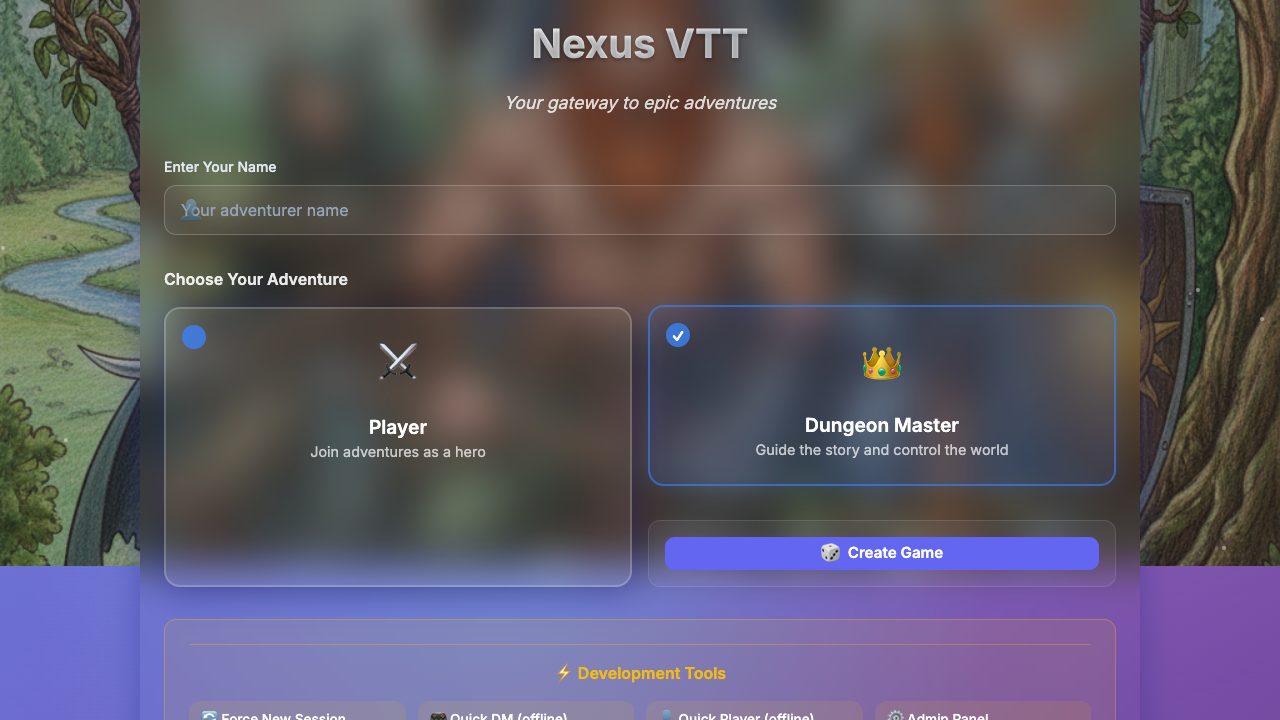 Nexus VTT
Your gateway to epic adventures
Enter Your Name
Your adventurer name
Choose Your Adventure
Player
Join adventures as a hero
Dungeon Master
Guide the story and control the world
Create Game
Development Tools
Force New Session
Quick DM (offline)
Quick Player (offline)
Admin Panel